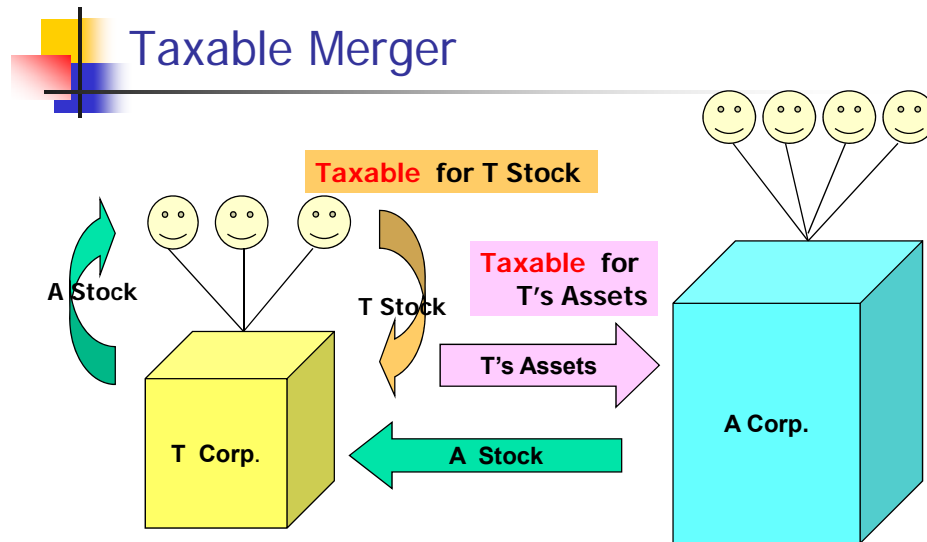 Taxable Merger
Taxable for T Stock
Taxable for
T's Assets
A Stock
T Stock
T's Assets
A Corp.
T Corp.
A Stock